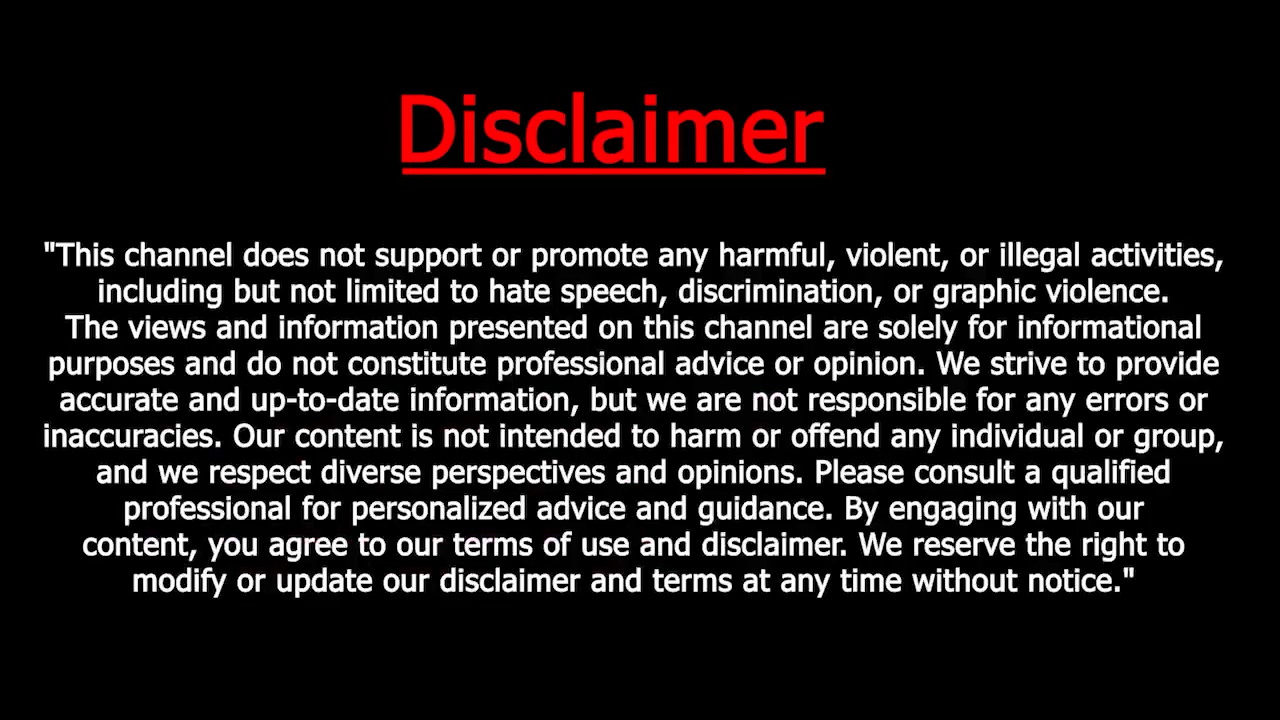 Disclaimer
"This channel does not support or promote any harmful, violent, or illegal activities,
including but not limited to hate speech, discrimination, or graphic violence.
The views and information presented on this channel are solely for informational
purposes and do not constitute professional advice or opinion. We strive to provide
accurate and up-to-date information, but we are not responsible for any errors or
inaccuracies. Our content is not intended to harm or offend any individual or group,
and we respect diverse perspectives and opinions. Please consult a qualified
professional for personalized advice and guidance. By engaging with our
content, you agree to our terms of use and disclaimer. We reserve the right to
modify or update our disclaimer and terms at any time without notice."